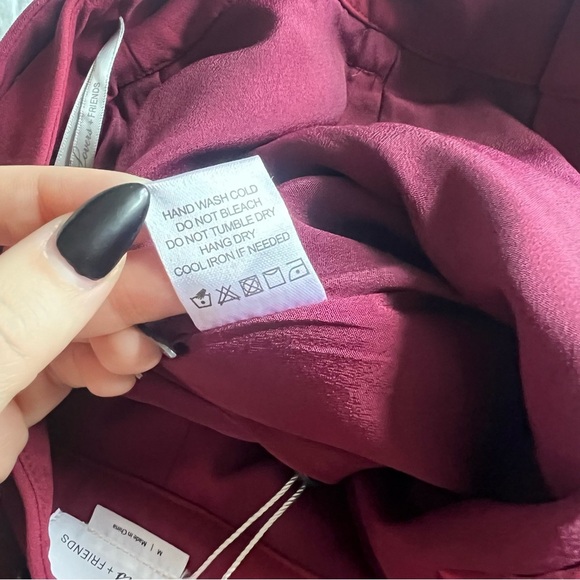 + FRIENDS
HAND WASH COLD
DO NOT BLEACH
DO NOT TUMBLE DRY
HANG DRY
COOL IRON IF NEEDED
+ FRIENDS
M | Made in China